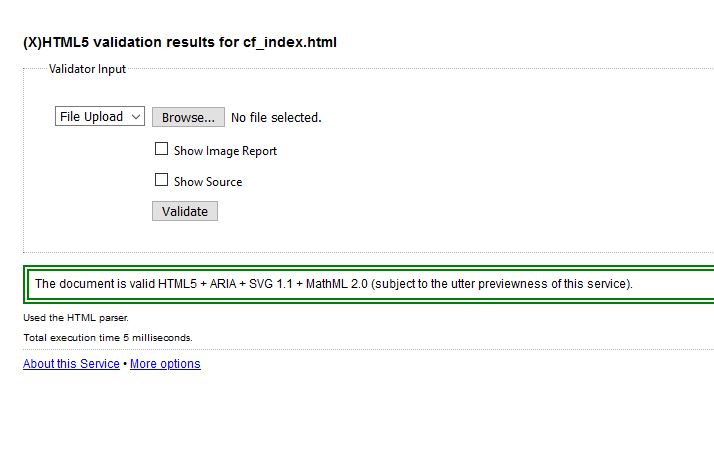 (X)HTML5 validation results for cf_index.html
Validator Input
File Upload Browse... No file selected.
Show Image Report
Show Source
Validate
The document is valid HTML5 + ARIA + SVG 1.1 + MathML 2.0 (subject to the utter previewness of this service).
Used the HTML parser.
Total execution time 5 milliseconds.
About this Service • More options